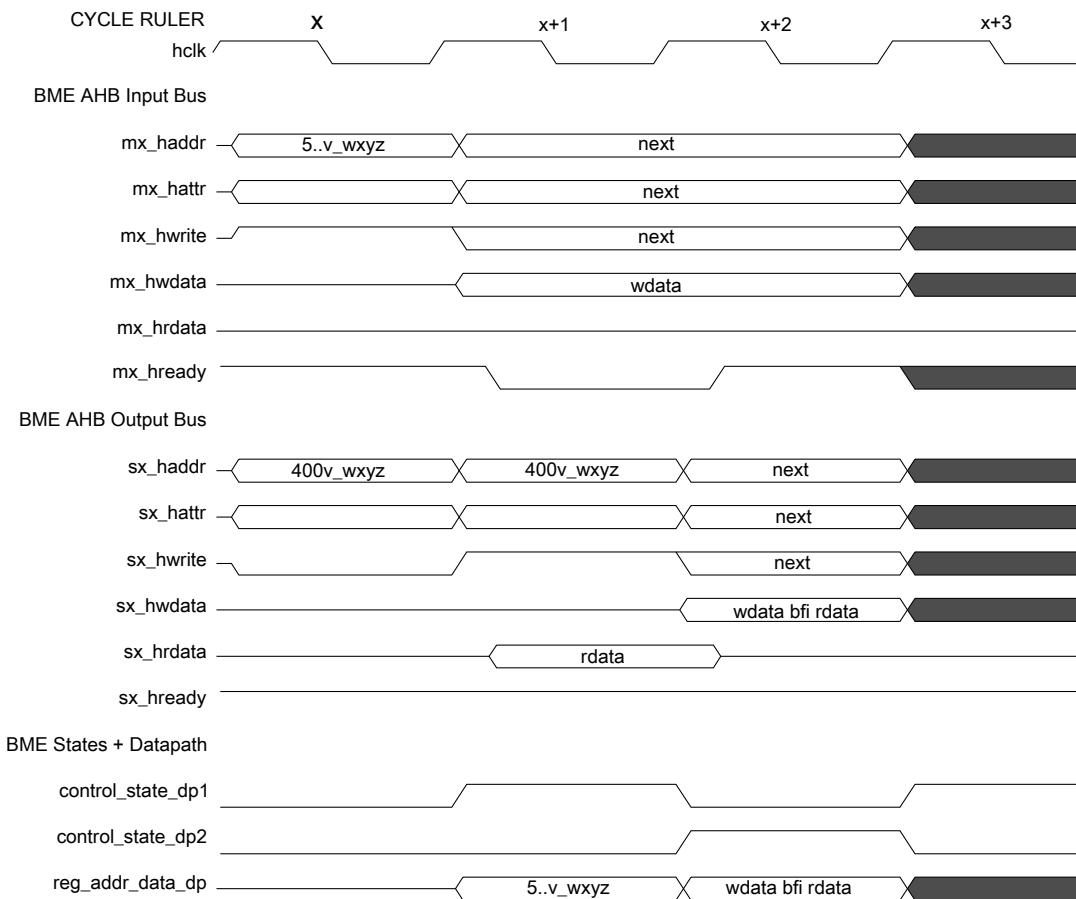 CYCLE RULER x x+1 x+2 x+3
hclk
BME AHB Input Bus
mx_haddr 5..v_wxyz next
mx_hattr next
mx_hwrite next
mx_hwdata wdata
mx_hrdata
mx_hready
BME AHB Output Bus
sx_haddr 400v_wxyz 400v_wxyz next
sx_hattr next
sx_hwrite next
sx_hwdata wdata bfi rdata
sx_hrdata rdata
sx_hready
BME States + Datapath
control_state_dp1
control_state_dp2
reg_addr_data_dp 5..v_wxyz wdata bfi rdata